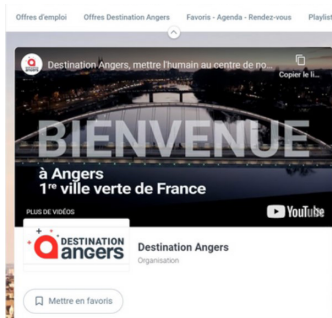 Offres d'emploi Offres Destination Angers Favoris - Agenda - Rendez-vous Playlist
Destination Angers, mettre l'humain au centre de no...
Copier le li...
BIENVENUE
à Angers
1re ville verte de France
PLUS DE VIDÉOS
YouTube
DESTINATION
angers
Destination Angers
Organisation
Mettre en favoris